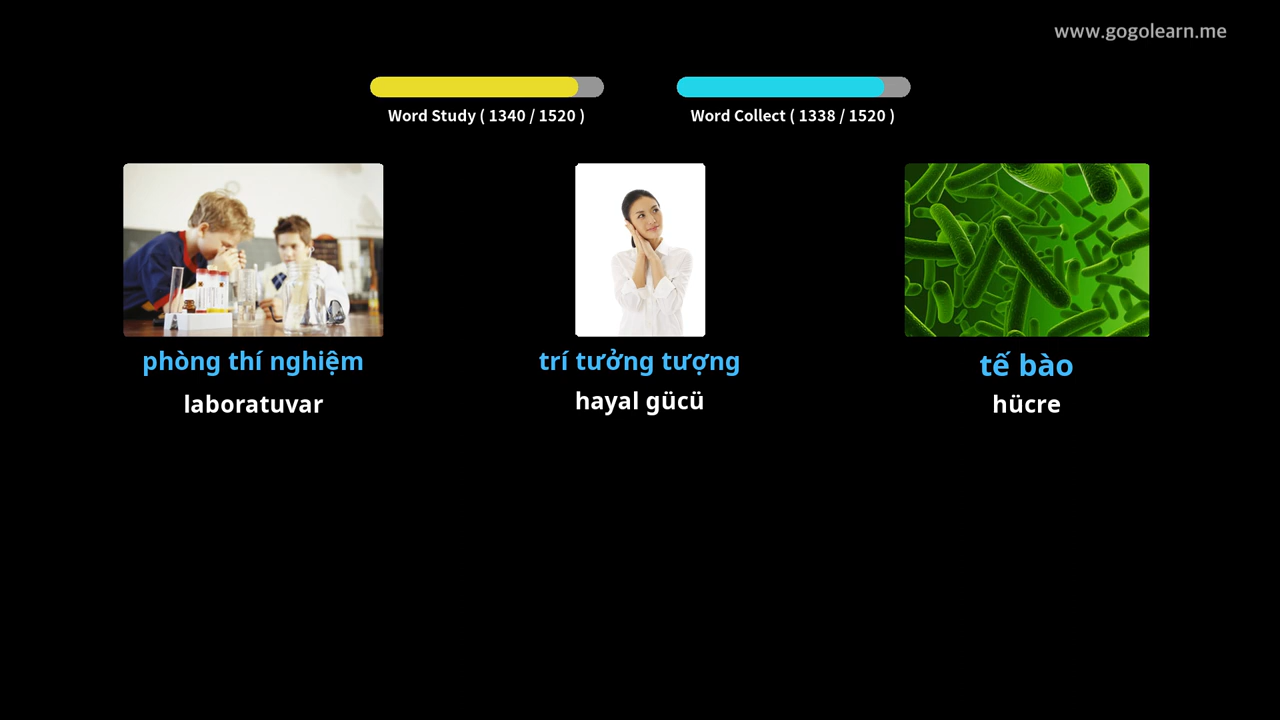 www.gogolearn.me
Word Study ( 1340 / 1520 )
Word Collect ( 1338 / 1520 )
phòng thí nghiệm
laboratuvar
trí tưởng tượng
hayal gücü
tế bào
hücre